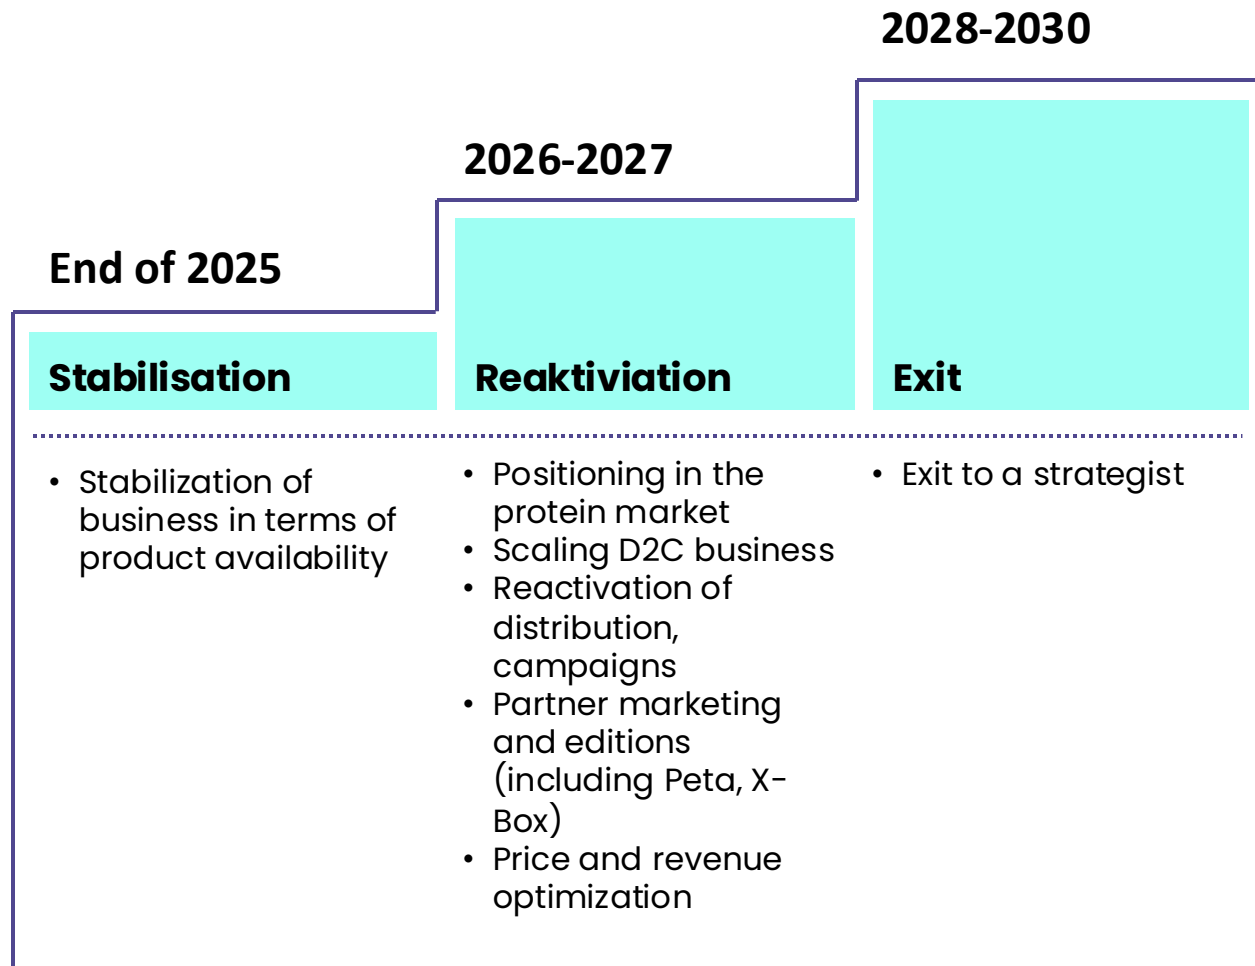 2028-2030
2026-2027
End of 2025
Stabilisation
Reaktiviation
Exit
• Stabilization of
business in terms of
product availability
• Positioning in the
protein market
• Scaling D2C business
• Reactivation of
distribution,
campaigns
• Partner marketing
and editions
(including Peta, X-
Box)
• Price and revenue
optimization
• Exit to a strategist